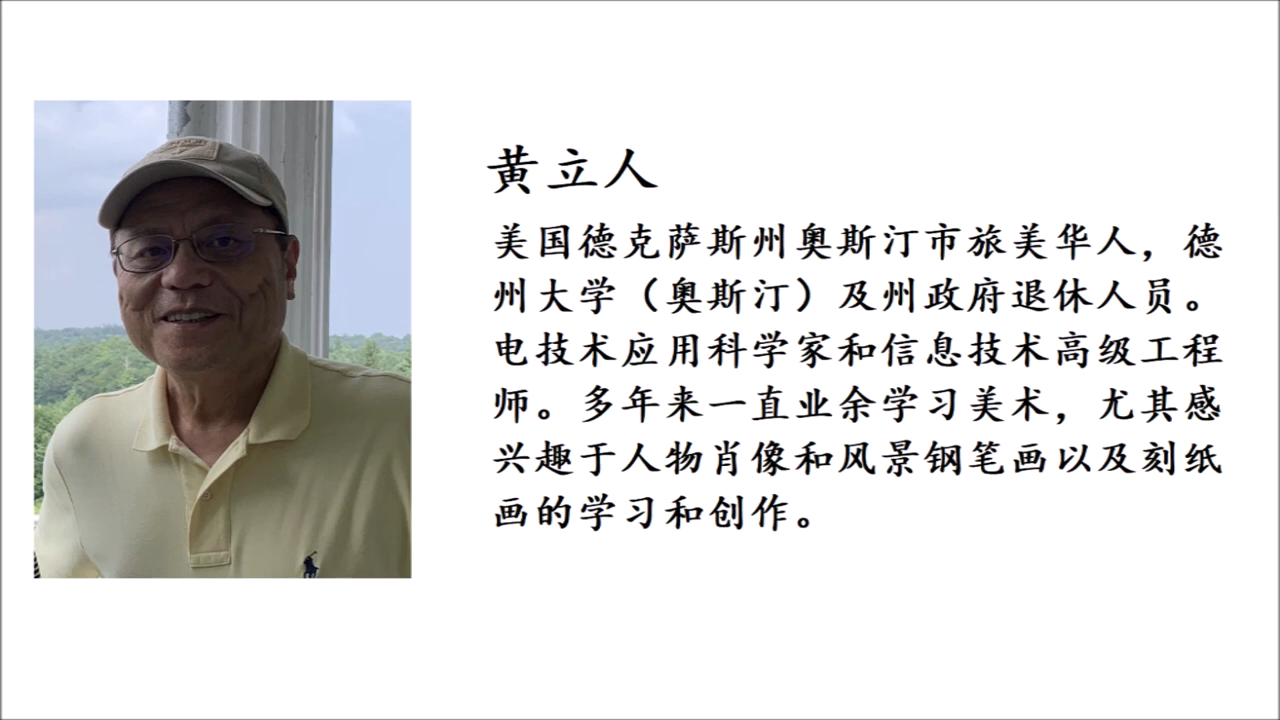 黄立人
美国德克萨斯州奥斯汀市旅美华人，德
州大学（奥斯汀）及州政府退休人员。
电技术应用科学家和信息技术高级工程
师。多年来一直业余学习美术，尤其感
兴趣于人物肖像和风景钢笔画以及刻纸
画的学习和创作。